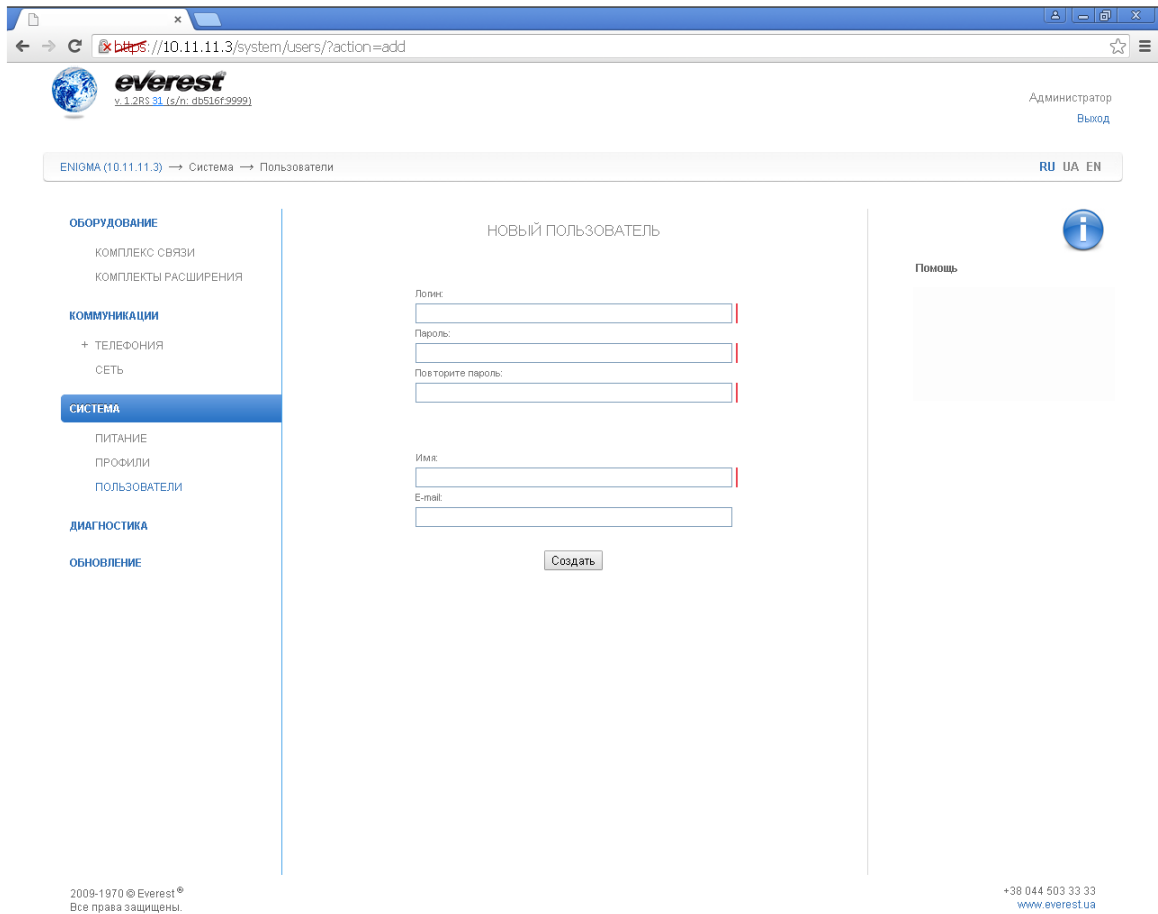 https://10.11.11.3/system/users/?action=add
everest
v. 1.2RS 31 (s/n: db516f:9999)
Администратор
Выход
ENIGMA (10.11.11.3) → Система → Пользователи
RU UA EN
ОБОРУДОВАНИЕ
КОМПЛЕКС СВЯЗИ
КОМПЛЕКТЫ РАСШИРЕНИЯ
КОММУНИКАЦИИ
+ ТЕЛЕФОНИЯ
СЕТЬ
СИСТЕМА
ПИТАНИЕ
ПРОФИЛИ
ПОЛЬЗОВАТЕЛИ
ДИАГНОСТИКА
ОБНОВЛЕНИЕ
НОВЫЙ ПОЛЬЗОВАТЕЛЬ
Логин:
Пароль:
Повторите пароль:
Имя:
E-mail:
Создать
Помощь
2009-1970 © Everest ®
Все права защищены.
+38 044 503 33 33
www.everest.ua